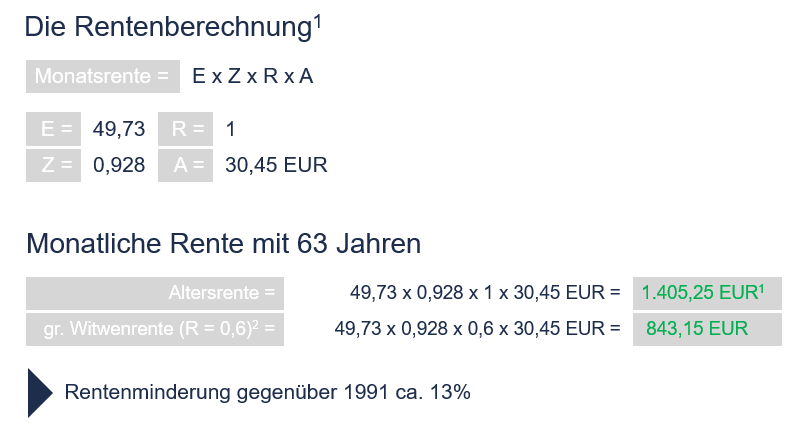 Die Rentenberechnung¹
Monatsrente = E x Z x R x A
E = 49,73 R = 1
Z = 0,928 A = 30,45 EUR
Monatliche Rente mit 63 Jahren
Altersrente = 49,73 x 0,928 x 1 x 30,45 EUR = 1.405,25 EUR¹
gr. Witwenrente (R = 0,6)² = 49,73 x 0,928 x 0,6 x 30,45 EUR = 843,15 EUR
Rentenminderung gegenüber 1991 ca. 13%